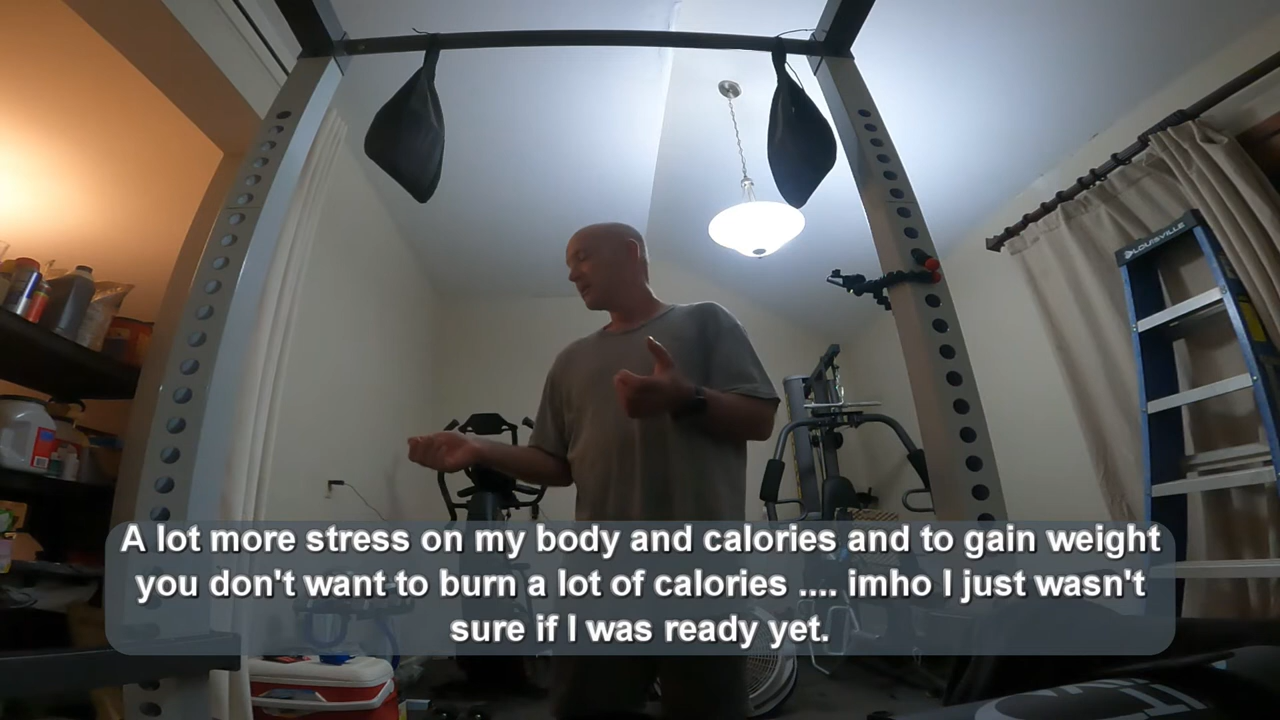 LOUISVILLE
A lot more stress on my body and calories and to gain weight
you don't want to burn a lot of calories .... imho I just wasn't
sure if I was ready yet.